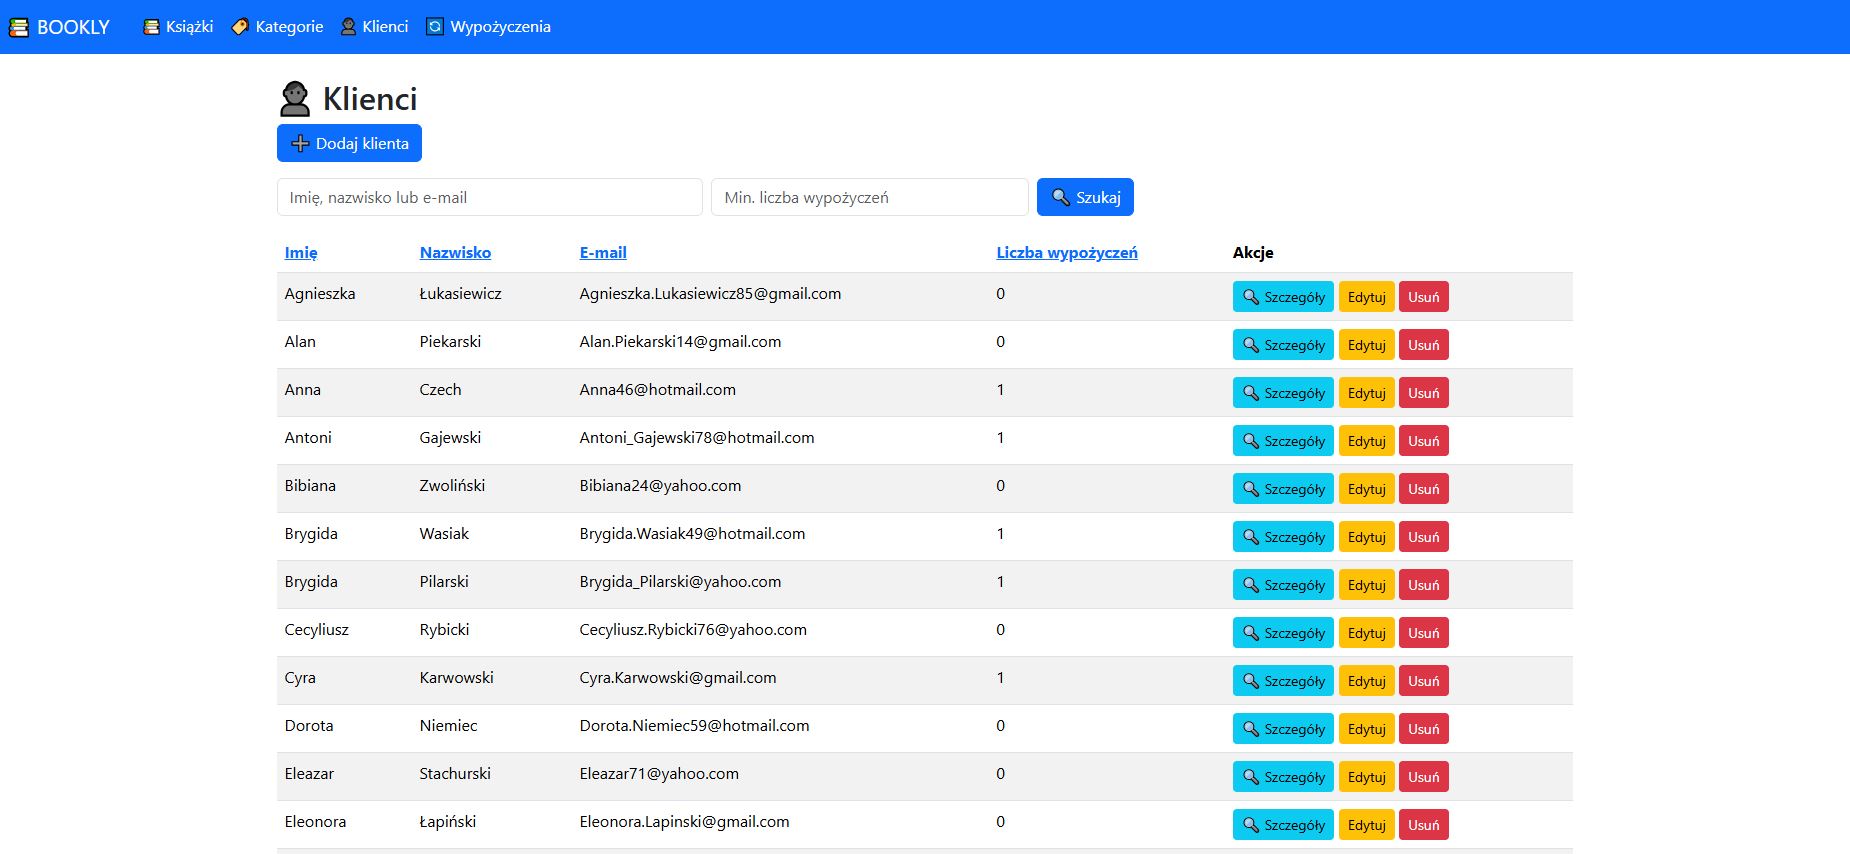 BOOKLY Książki Kategorie Klienci Wypożyczenia
Klienci
Dodaj klienta
Imię, nazwisko lub e-mail Min. liczba wypożyczeń Szukaj
Imię Nazwisko E-mail Liczba wypożyczeń Akcje
Agnieszka Łukasiewicz Agnieszka.Lukasiewicz85@gmail.com 0 Szczegóły Edytuj Usuń
Alan Piekarski Alan.Piekarski14@gmail.com 0 Szczegóły Edytuj Usuń
Anna Czech Anna46@hotmail.com 1 Szczegóły Edytuj Usuń
Antoni Gajewski Antoni_Gajewski78@hotmail.com 1 Szczegóły Edytuj Usuń
Bibiana Zwoliński Bibiana24@yahoo.com 0 Szczegóły Edytuj Usuń
Brygida Wasiak Brygida.Wasiak49@hotmail.com 1 Szczegóły Edytuj Usuń
Brygida Pilarski Brygida_Pilarski@yahoo.com 1 Szczegóły Edytuj Usuń
Cecyliusz Rybicki Cecyliusz.Rybicki76@yahoo.com 0 Szczegóły Edytuj Usuń
Cyra Karwowski Cyra.Karwowski@gmail.com 1 Szczegóły Edytuj Usuń
Dorota Niemiec Dorota.Niemiec59@hotmail.com 0 Szczegóły Edytuj Usuń
Eleazar Stachurski Eleazar71@yahoo.com 0 Szczegóły Edytuj Usuń
Eleonora Łapiński Eleonora.Lapinski@gmail.com 0 Szczegóły Edytuj Usuń